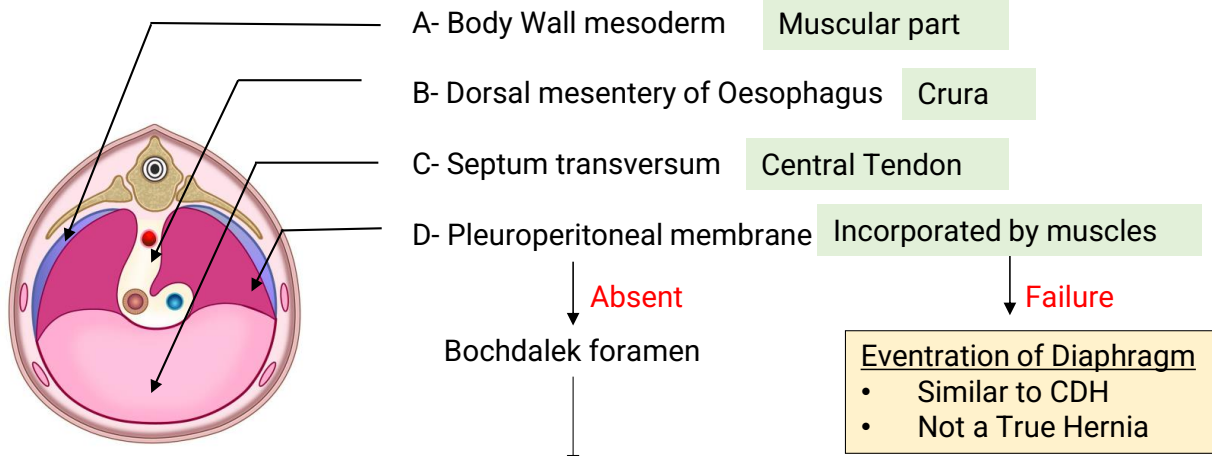 A- Body Wall mesoderm Muscular part
B- Dorsal mesentery of Oesophagus Crura
C- Septum transversum Central Tendon
D- Pleuroperitoneal membrane Incorporated by muscles
Absent Failure
Bochdalek foramen
Eventration of Diaphragm
• Similar to CDH
• Not a True Hernia